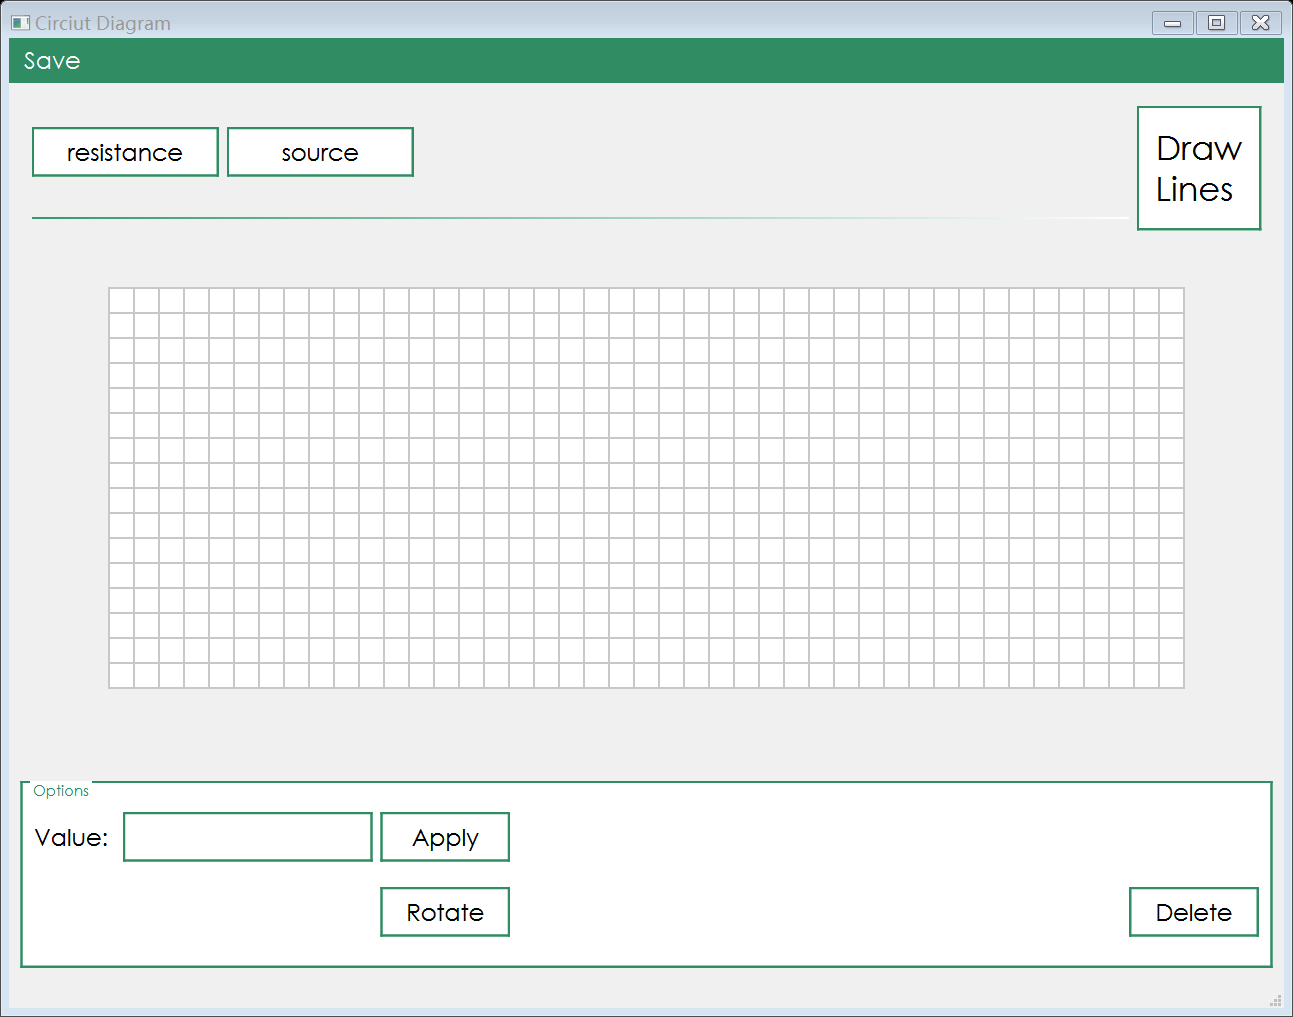 Circiut Diagram
Save
resistance
source
Draw
Lines
Options
Value:
Apply
Rotate
Delete